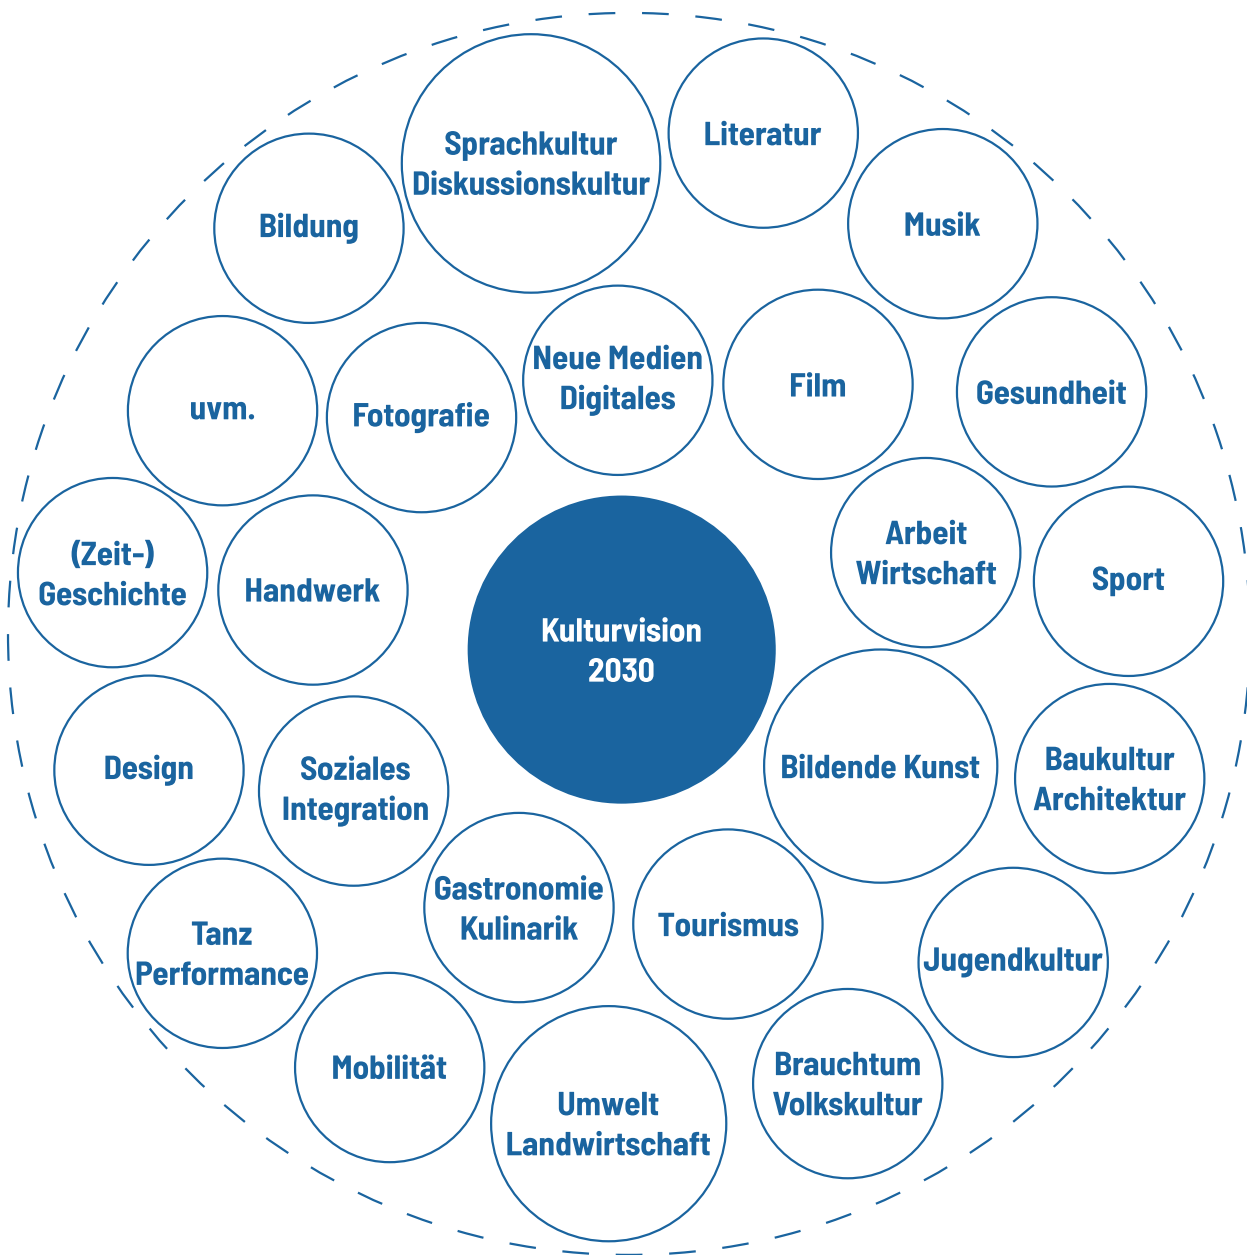 Sprachkultur
Diskussionskultur
Literatur
Bildung
Musik
Neue Medien
Digitales
Film
Gesundheit
uvm.
Fotografie
(Zeit-)
Geschichte
Handwerk
Arbeit
Wirtschaft
Sport
Kulturvision
2030
Design
Soziales
Integration
Bildende Kunst
Baukultur
Architektur
Gastronomie
Kulinarik
Tourismus
Tanz
Performance
Jugendkultur
Mobilität
Umwelt
Landwirtschaft
Brauchtum
Volkskultur